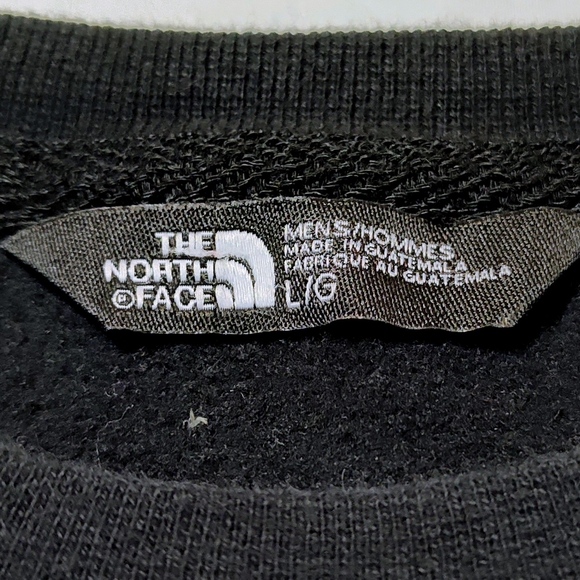 THE
NORTH
©FACE
MENS/HOMMES
MADE IN GUATEMALA
FABRIQUE AU GUATEMALA
L/G